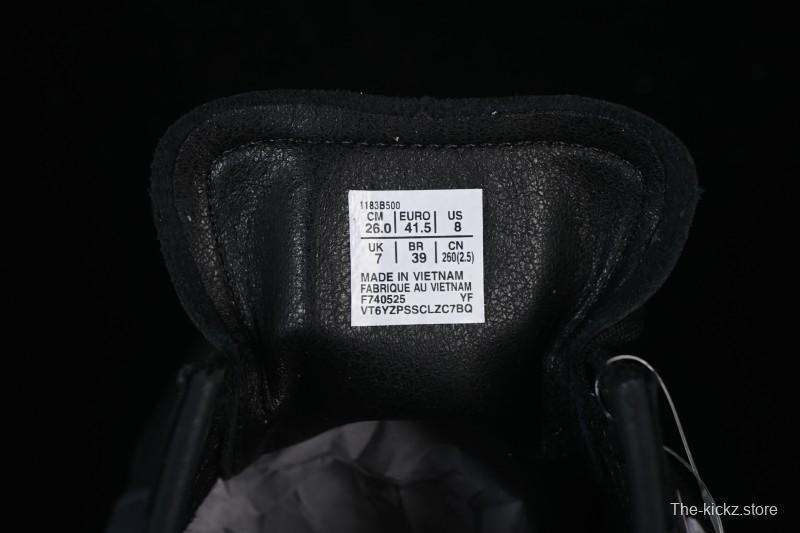 1183B500
CM EURO US
26.0 41.5 8
UK BR CN
7 39 260(2.5)
MADE IN VIETNAM
FABRIQUE AU VIETNAM
F740525 YF
VT6YZPSSCLZC7BQ
The-kickz.store